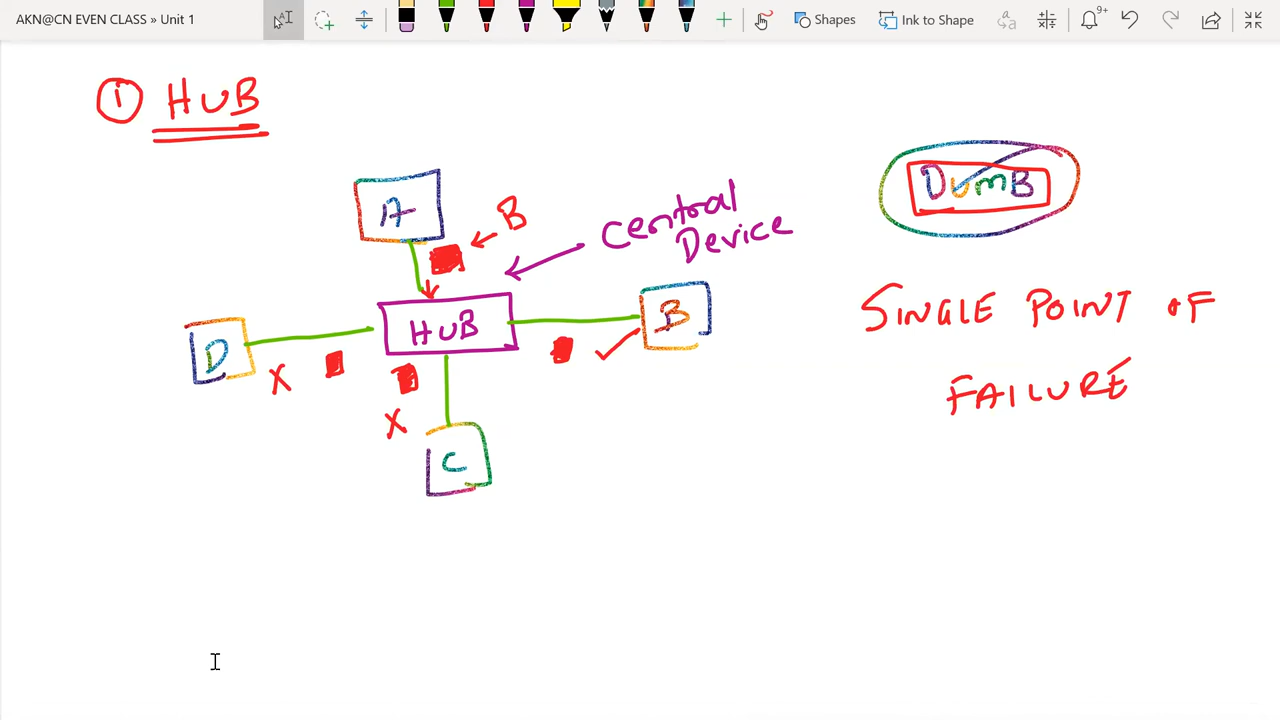 AKN@CN EVEN CLASS » Unit 1
Shapes
Ink to Shape
9+
① HUB
DumB
A
B
Central
Device
HUB
B
D
X
X
C
SINGLE POINT OF
FAILURE